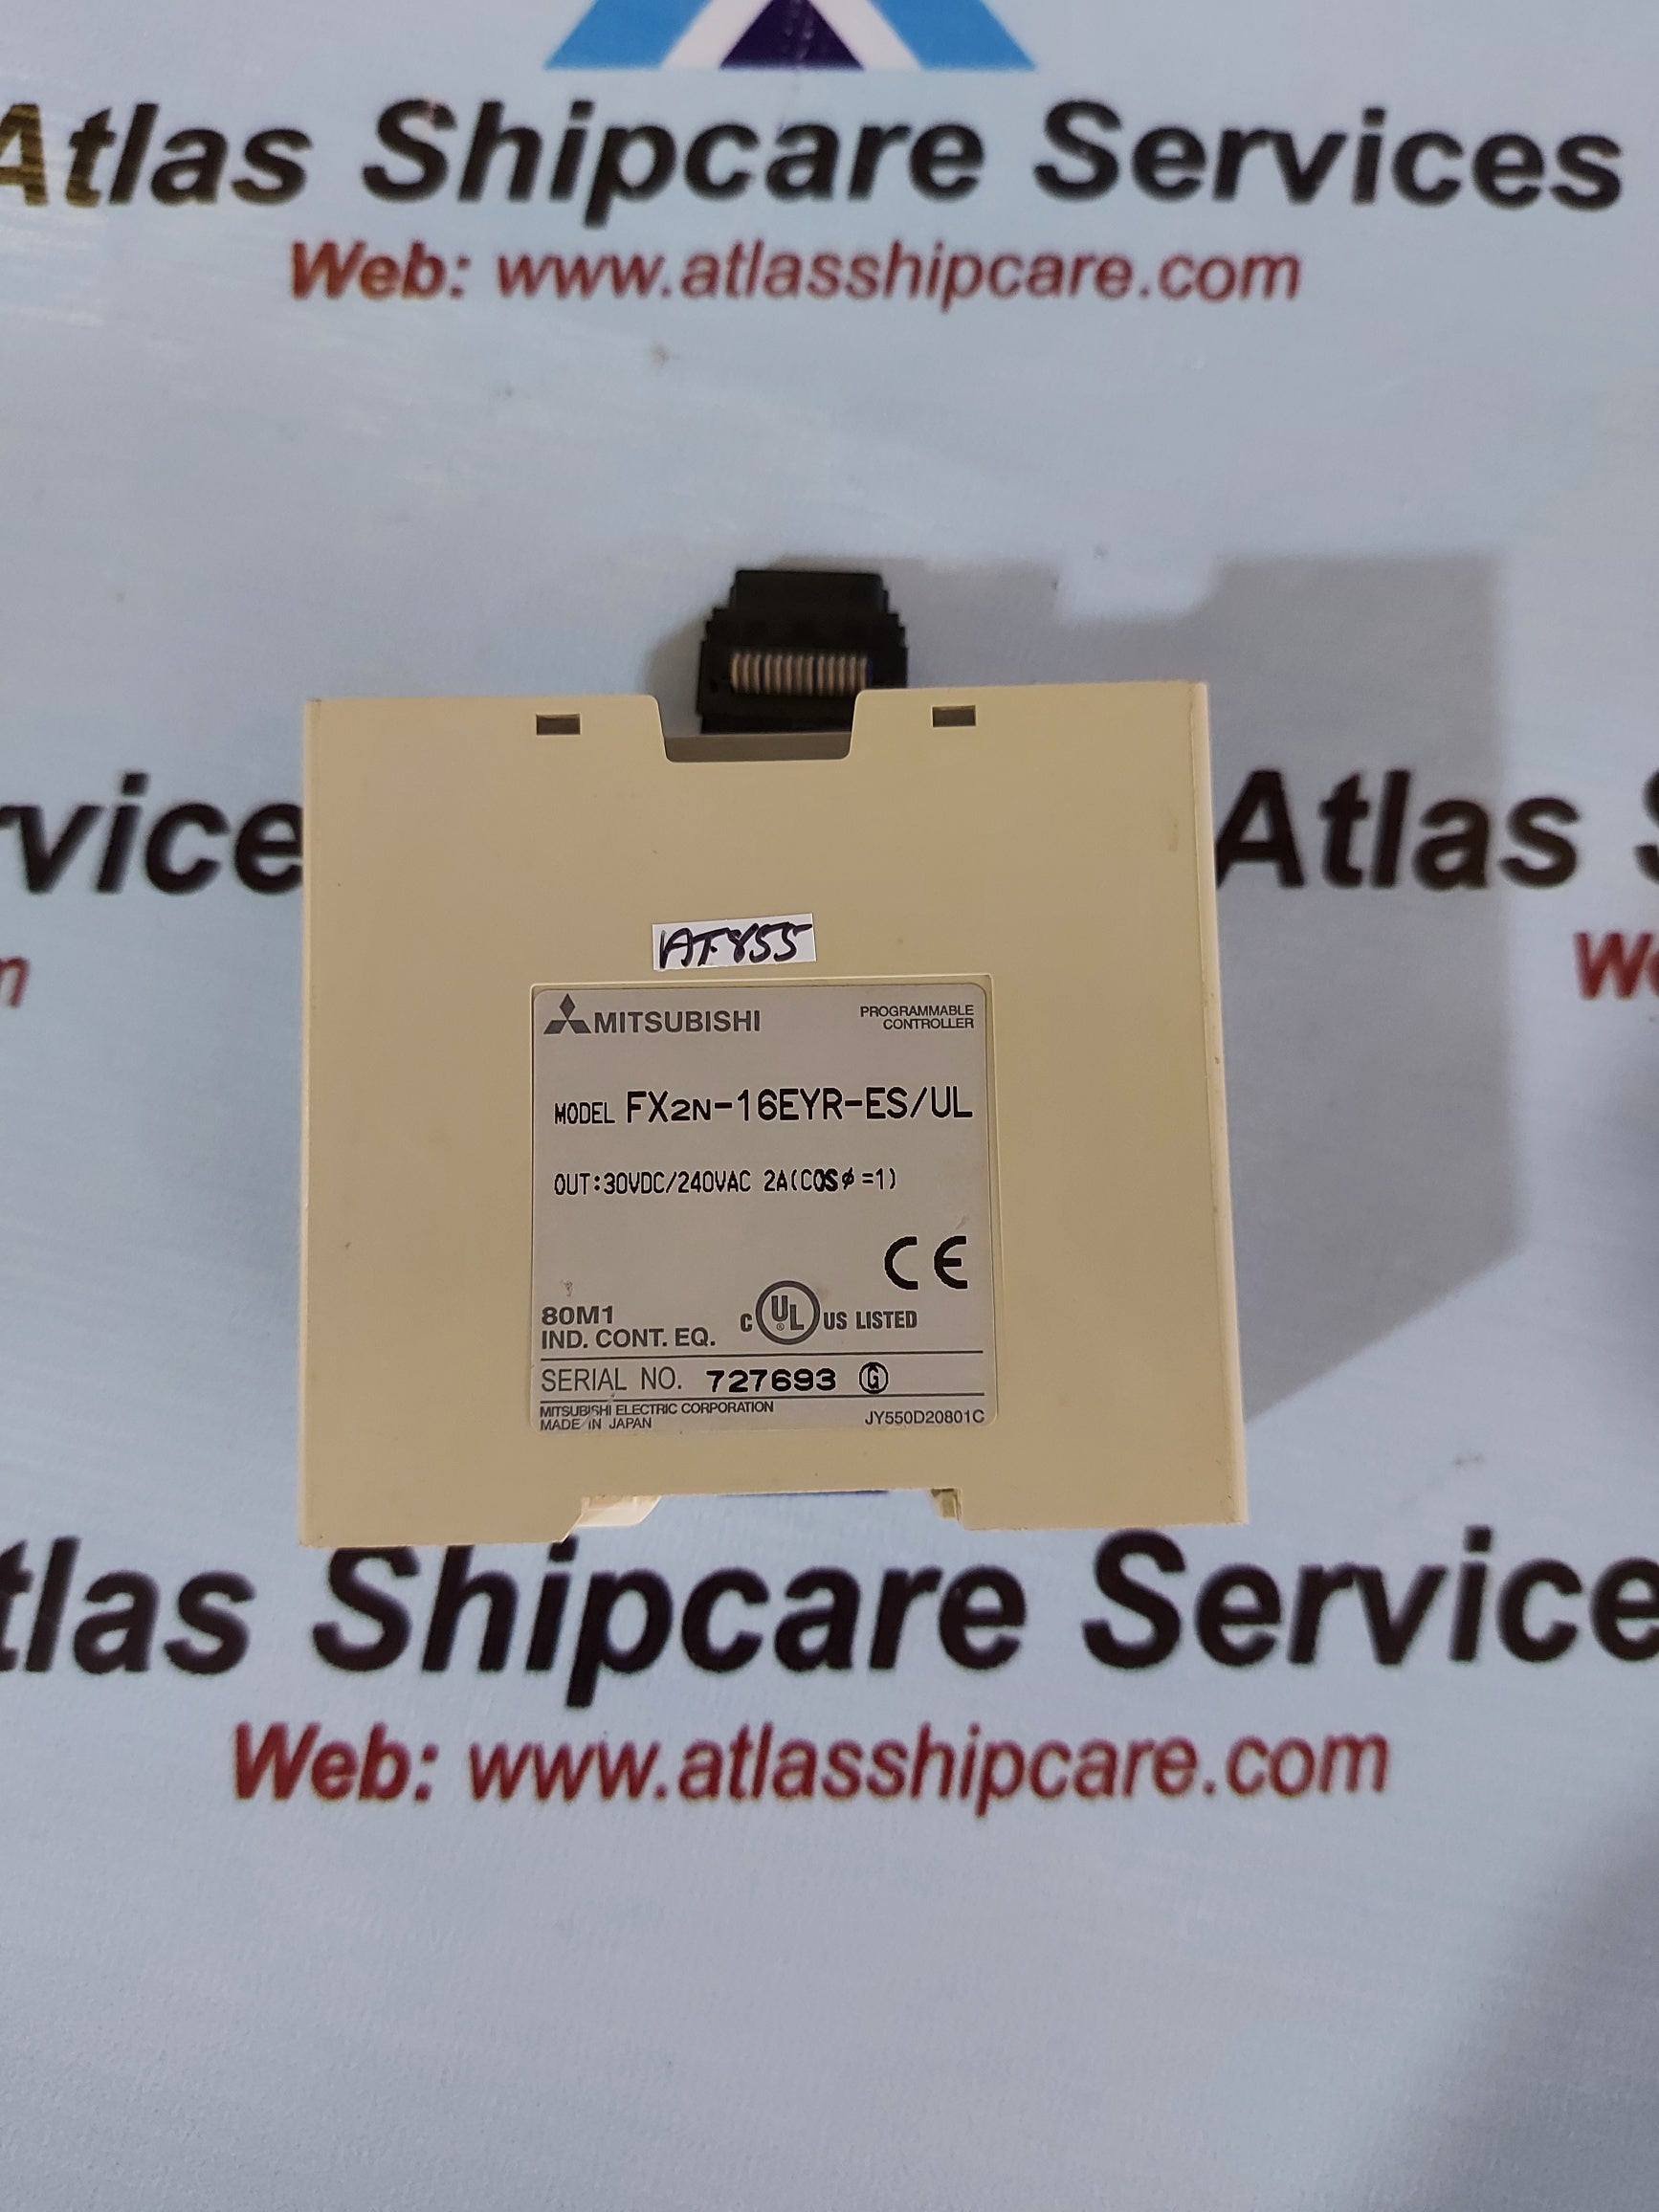 Atlas Shipcare Services
Web: www.atlasshipcare.com
rvice
Atlas S
We
m
MITSUBISHI
PROGRAMMABLE
CONTROLLER
MODEL FX2N-16EYR-ES/UL
OUT:30VDC/240VAC 2A(COSφ=1)
CE
80M1
IND. CONT. EQ.
C UL ® US LISTED
SERIAL NO. 727693 G
MITSUBISHI ELECTRIC CORPORATION
MADE IN JAPAN
JY550D20801C
tlas Shipcare Service
Web: www.atlasshipcare.com